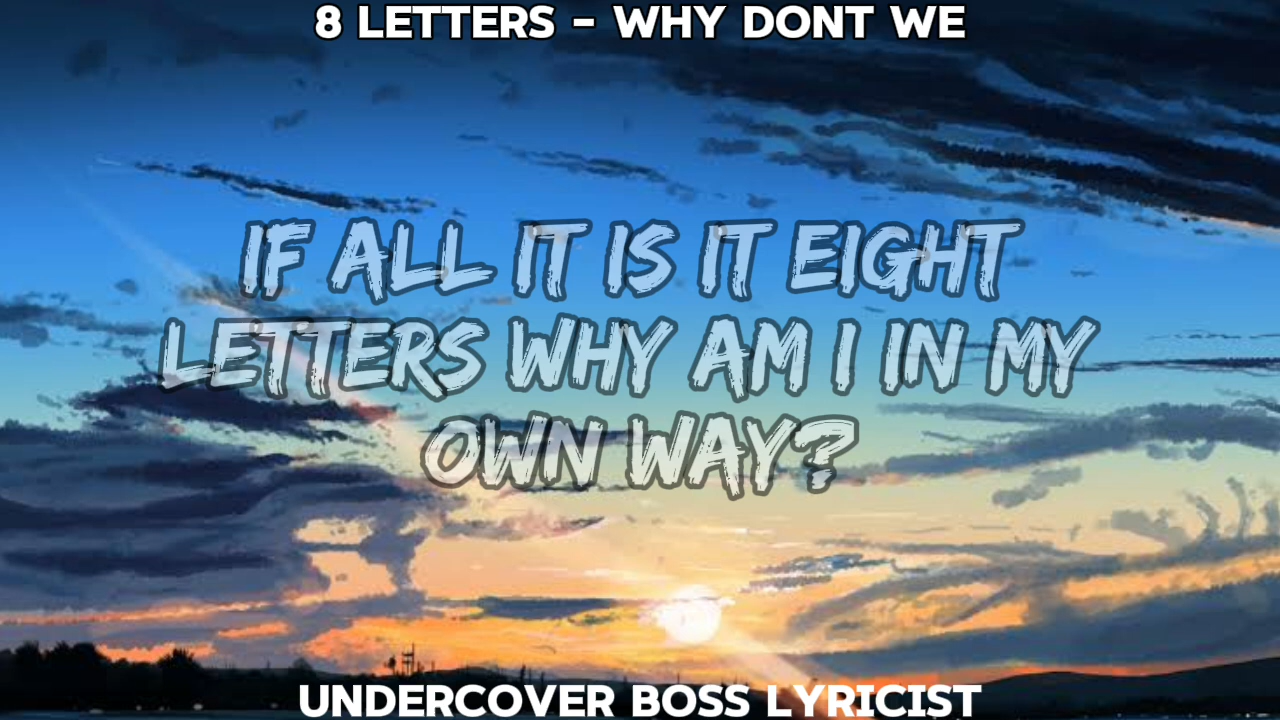 8 LETTERS - WHY DONT WE
IF ALL IT IS IT EIGHT
LETTERS WHY AM I IN MY
OWN WAY?
UNDERCOVER BOSS LYRICIST